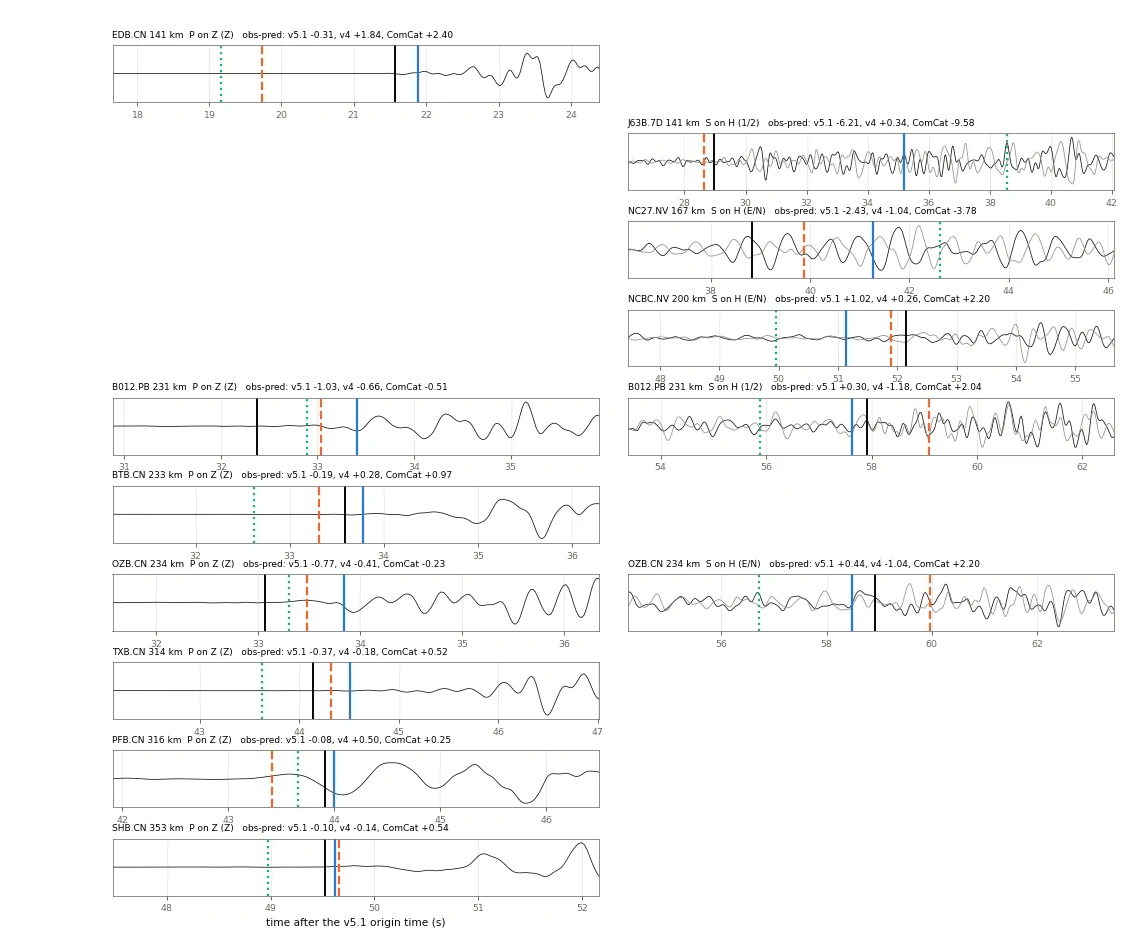 EDB.CN 141 km P on Z (Z) obs-pred: v5.1 -0.31, v4 +1.84, ComCat +2.40
18 19 20 21 22 23 24
J63B.7D 141 km S on H (1/2) obs-pred: v5.1 -6.21, v4 +0.34, ComCat -9.58
28 30 32 34 36 38 40 42
NC27.NV 167 km S on H (E/N) obs-pred: v5.1 -2.43, v4 -1.04, ComCat -3.78
38 40 42 44 46
NCBC.NV 200 km S on H (E/N) obs-pred: v5.1 +1.02, v4 +0.26, ComCat +2.20
48 49 50 51 52 53 54 55
B012.PB 231 km P on Z (Z) obs-pred: v5.1 -1.03, v4 -0.66, ComCat -0.51
31 32 33 34 35
B012.PB 231 km S on H (1/2) obs-pred: v5.1 +0.30, v4 -1.18, ComCat +2.04
54 56 58 60 62
BTB.CN 233 km P on Z (Z) obs-pred: v5.1 -0.19, v4 +0.28, ComCat +0.97
32 33 34 35 36
OZB.CN 234 km P on Z (Z) obs-pred: v5.1 -0.77, v4 -0.41, ComCat -0.23
32 33 34 35 36
OZB.CN 234 km S on H (E/N) obs-pred: v5.1 +0.44, v4 -1.04, ComCat +2.20
56 58 60 62
TXB.CN 314 km P on Z (Z) obs-pred: v5.1 -0.37, v4 -0.18, ComCat +0.52
43 44 45 46 47
PFB.CN 316 km P on Z (Z) obs-pred: v5.1 -0.08, v4 +0.50, ComCat +0.25
42 43 44 45 46
SHB.CN 353 km P on Z (Z) obs-pred: v5.1 -0.10, v4 -0.14, ComCat +0.54
48 49 50 51 52
time after the v5.1 origin time (s)